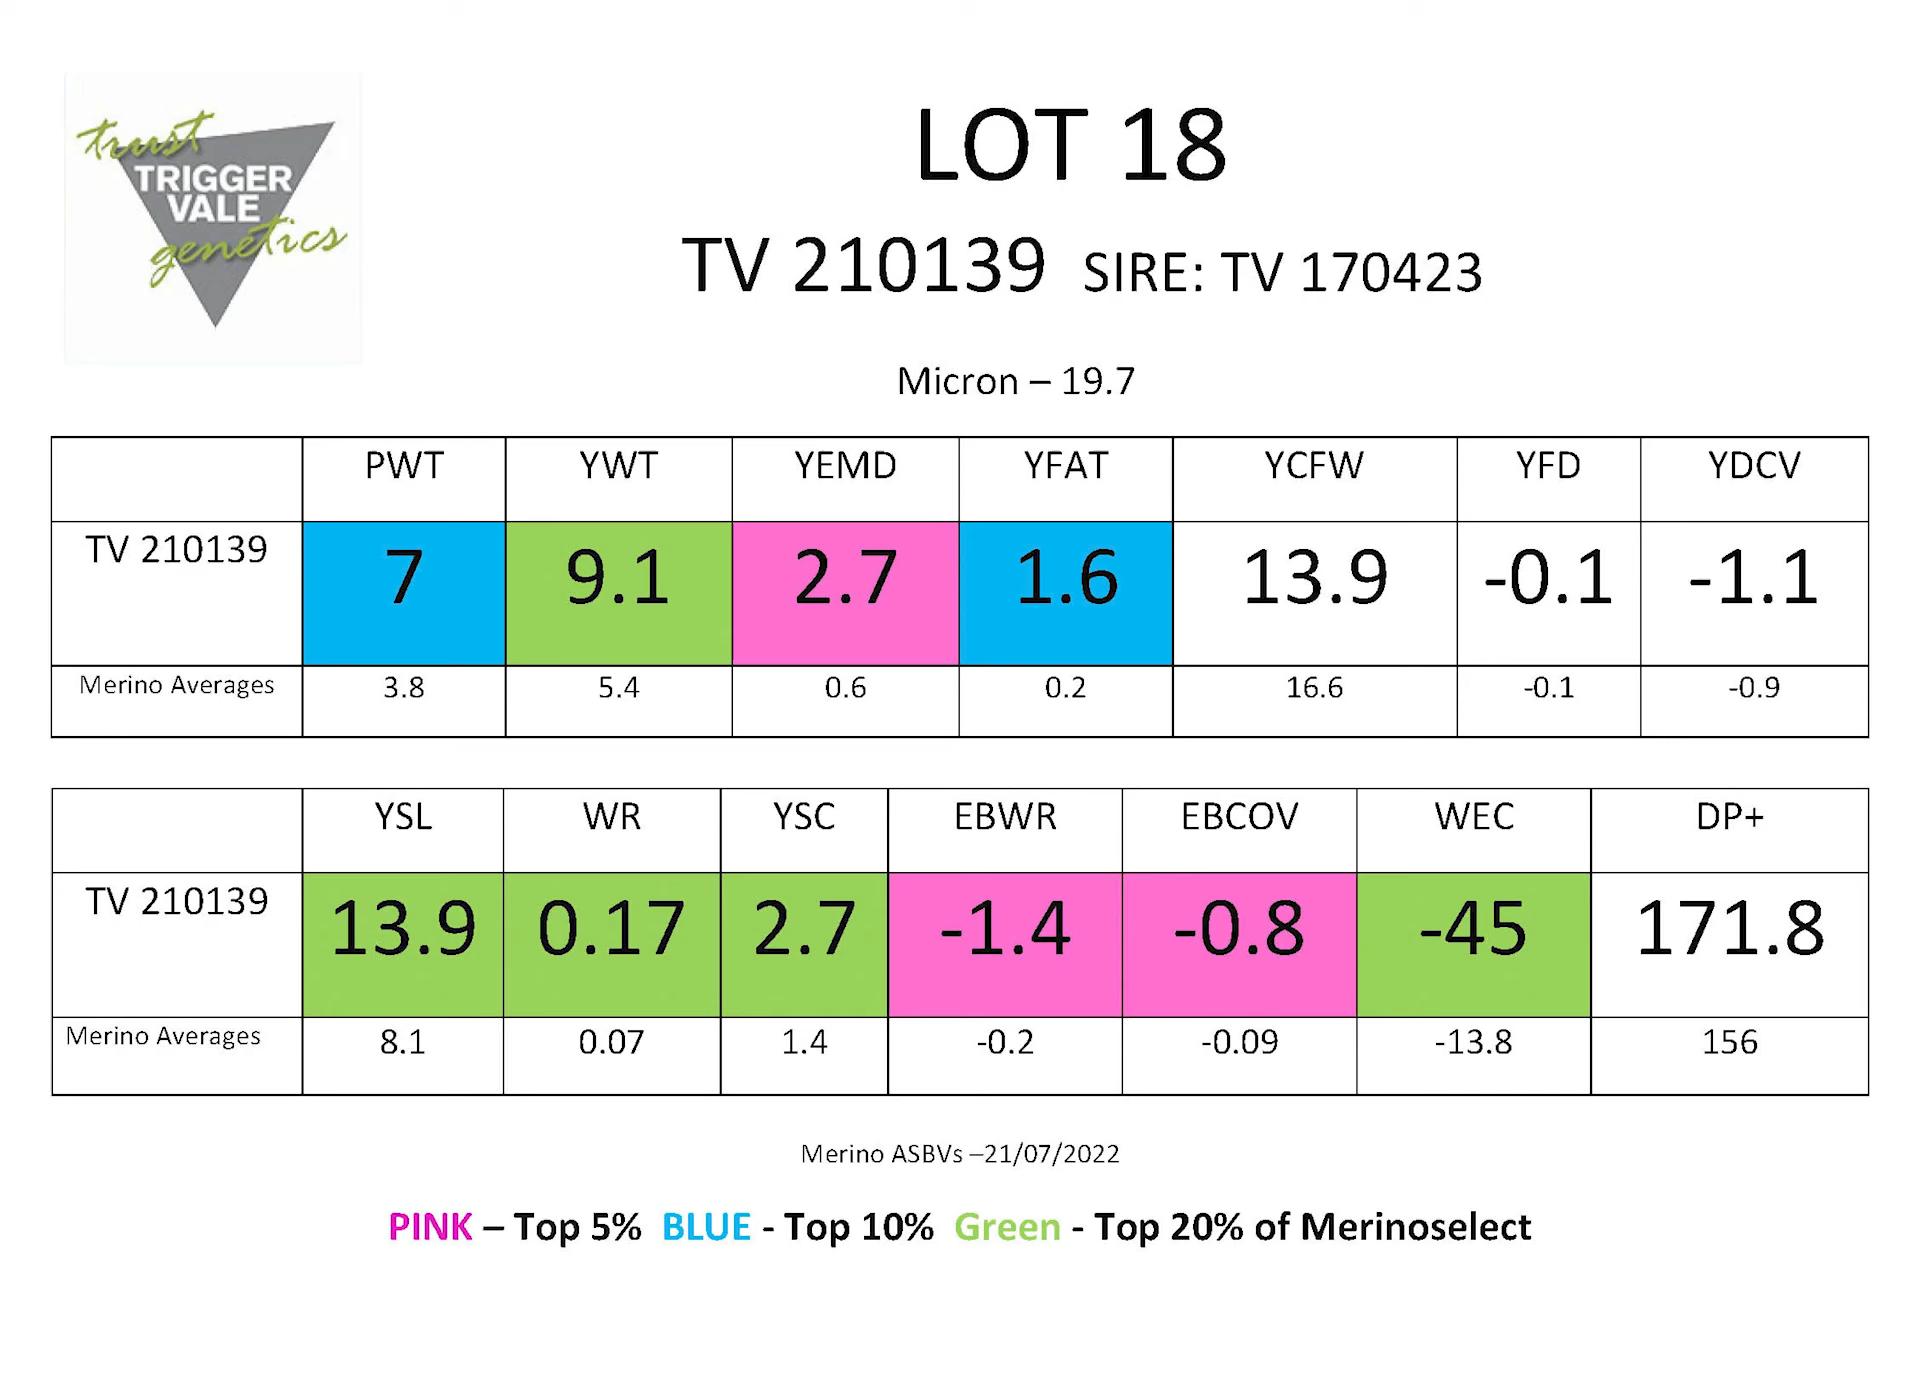 trust
TRIGGER
VALE
genetics
LOT 18
TV 210139 SIRE: TV 170423
Micron – 19.7
PWT YWT YEMD YFAT YCFW YFD YDCV
TV 210139 7 9.1 2.7 1.6 13.9 -0.1 -1.1
Merino Averages 3.8 5.4 0.6 0.2 16.6 -0.1 -0.9
YSL WR YSC EBWR EBCOV WEC DP+
TV 210139 13.9 0.17 2.7 -1.4 -0.8 -45 171.8
Merino Averages 8.1 0.07 1.4 -0.2 -0.09 -13.8 156
Merino ASBVs –21/07/2022
PINK – Top 5% BLUE - Top 10% Green - Top 20% of Merinoselect